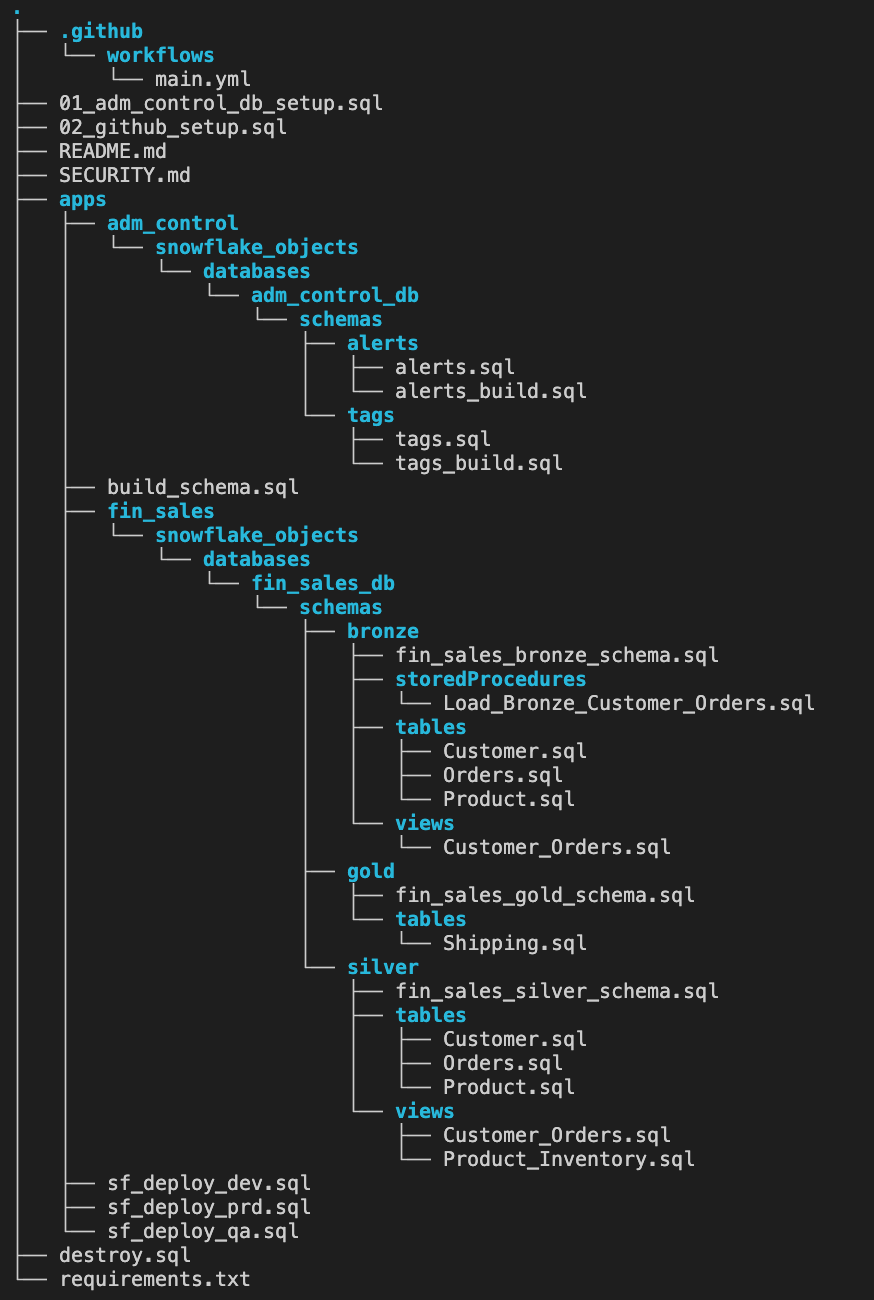 .
├── .github
│   └── workflows
│       └── main.yml
├── 01_adm_control_db_setup.sql
├── 02_github_setup.sql
├── README.md
├── SECURITY.md
├── apps
│   ├── adm_control
│   │   └── snowflake_objects
│   │       └── databases
│   │           └── adm_control_db
│   │               └── schemas
│   │                   ├── alerts
│   │                   │   ├── alerts.sql
│   │                   │   └── alerts_build.sql
│   │                   └── tags
│   │                       ├── tags.sql
│   │                       └── tags_build.sql
│   ├── build_schema.sql
│   ├── fin_sales
│   │   └── snowflake_objects
│   │       └── databases
│   │           └── fin_sales_db
│   │               └── schemas
│   │                   ├── bronze
│   │                   │   ├── fin_sales_bronze_schema.sql
│   │                   │   ├── storedProcedures
│   │                   │   │   └── Load_Bronze_Customer_Orders.sql
│   │                   │   ├── tables
│   │                   │   │   ├── Customer.sql
│   │                   │   │   ├── Orders.sql
│   │                   │   │   └── Product.sql
│   │                   │   └── views
│   │                   │       └── Customer_Orders.sql
│   │                   ├── gold
│   │                   │   ├── fin_sales_gold_schema.sql
│   │                   │   └── tables
│   │                   │       └── Shipping.sql
│   │                   └── silver
│   │                       ├── fin_sales_silver_schema.sql
│   │                       ├── tables
│   │                       │   ├── Customer.sql
│   │                       │   ├── Orders.sql
│   │                       │   └── Product.sql
│   │                       └── views
│   │                           ├── Customer_Orders.sql
│   │                           └── Product_Inventory.sql
│   ├── sf_deploy_dev.sql
│   ├── sf_deploy_prd.sql
│   └── sf_deploy_qa.sql
├── destroy.sql
└── requirements.txt